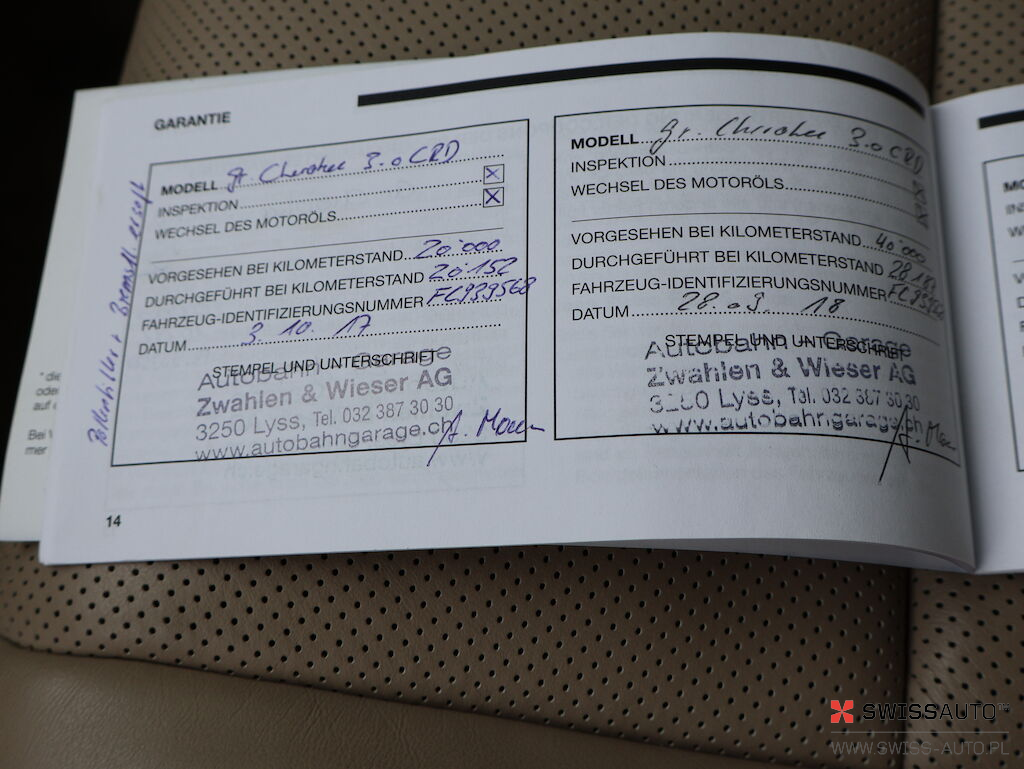 GARANTIE
MODELL Gr Cherokee 3.0 CRD
INSPEKTION
WECHSEL DES MOTORÖLS
VORGESEHEN BEI KILOMETERSTAND 20'000
DURCHGEFÜHRT BEI KILOMETERSTAND 20'152
FAHRZEUG-IDENTIFIZIERUNGSNUMMER FC939568
DATUM 3.10.17
STEMPEL UND UNTERSCHRIFT
Autobahn Garage
Zwahlen & Wieser AG
3250 Lyss, Tel. 032 387 30 30
www.autobahngarage.ch
Pollenfilter + Bremsfl. ersetzt
14
MODELL Gr. Cherokee 3.0 CRD
INSPEKTION
WECHSEL DES MOTORÖLS
VORGESEHEN BEI KILOMETERSTAND 40'000
DURCHGEFÜHRT BEI KILOMETERSTAND
FAHRZEUG-IDENTIFIZIERUNGSNUMMER FC939568
DATUM 28.03.18
STEMPEL UND UNTERSCHRIFT
Autobahn Garage
Zwahlen & Wieser AG
3250 Lyss, Tel. 032 387 30 30
www.autobahngarage.ch
SWISSAUTO
WWW.SWISS-AUTO.PL